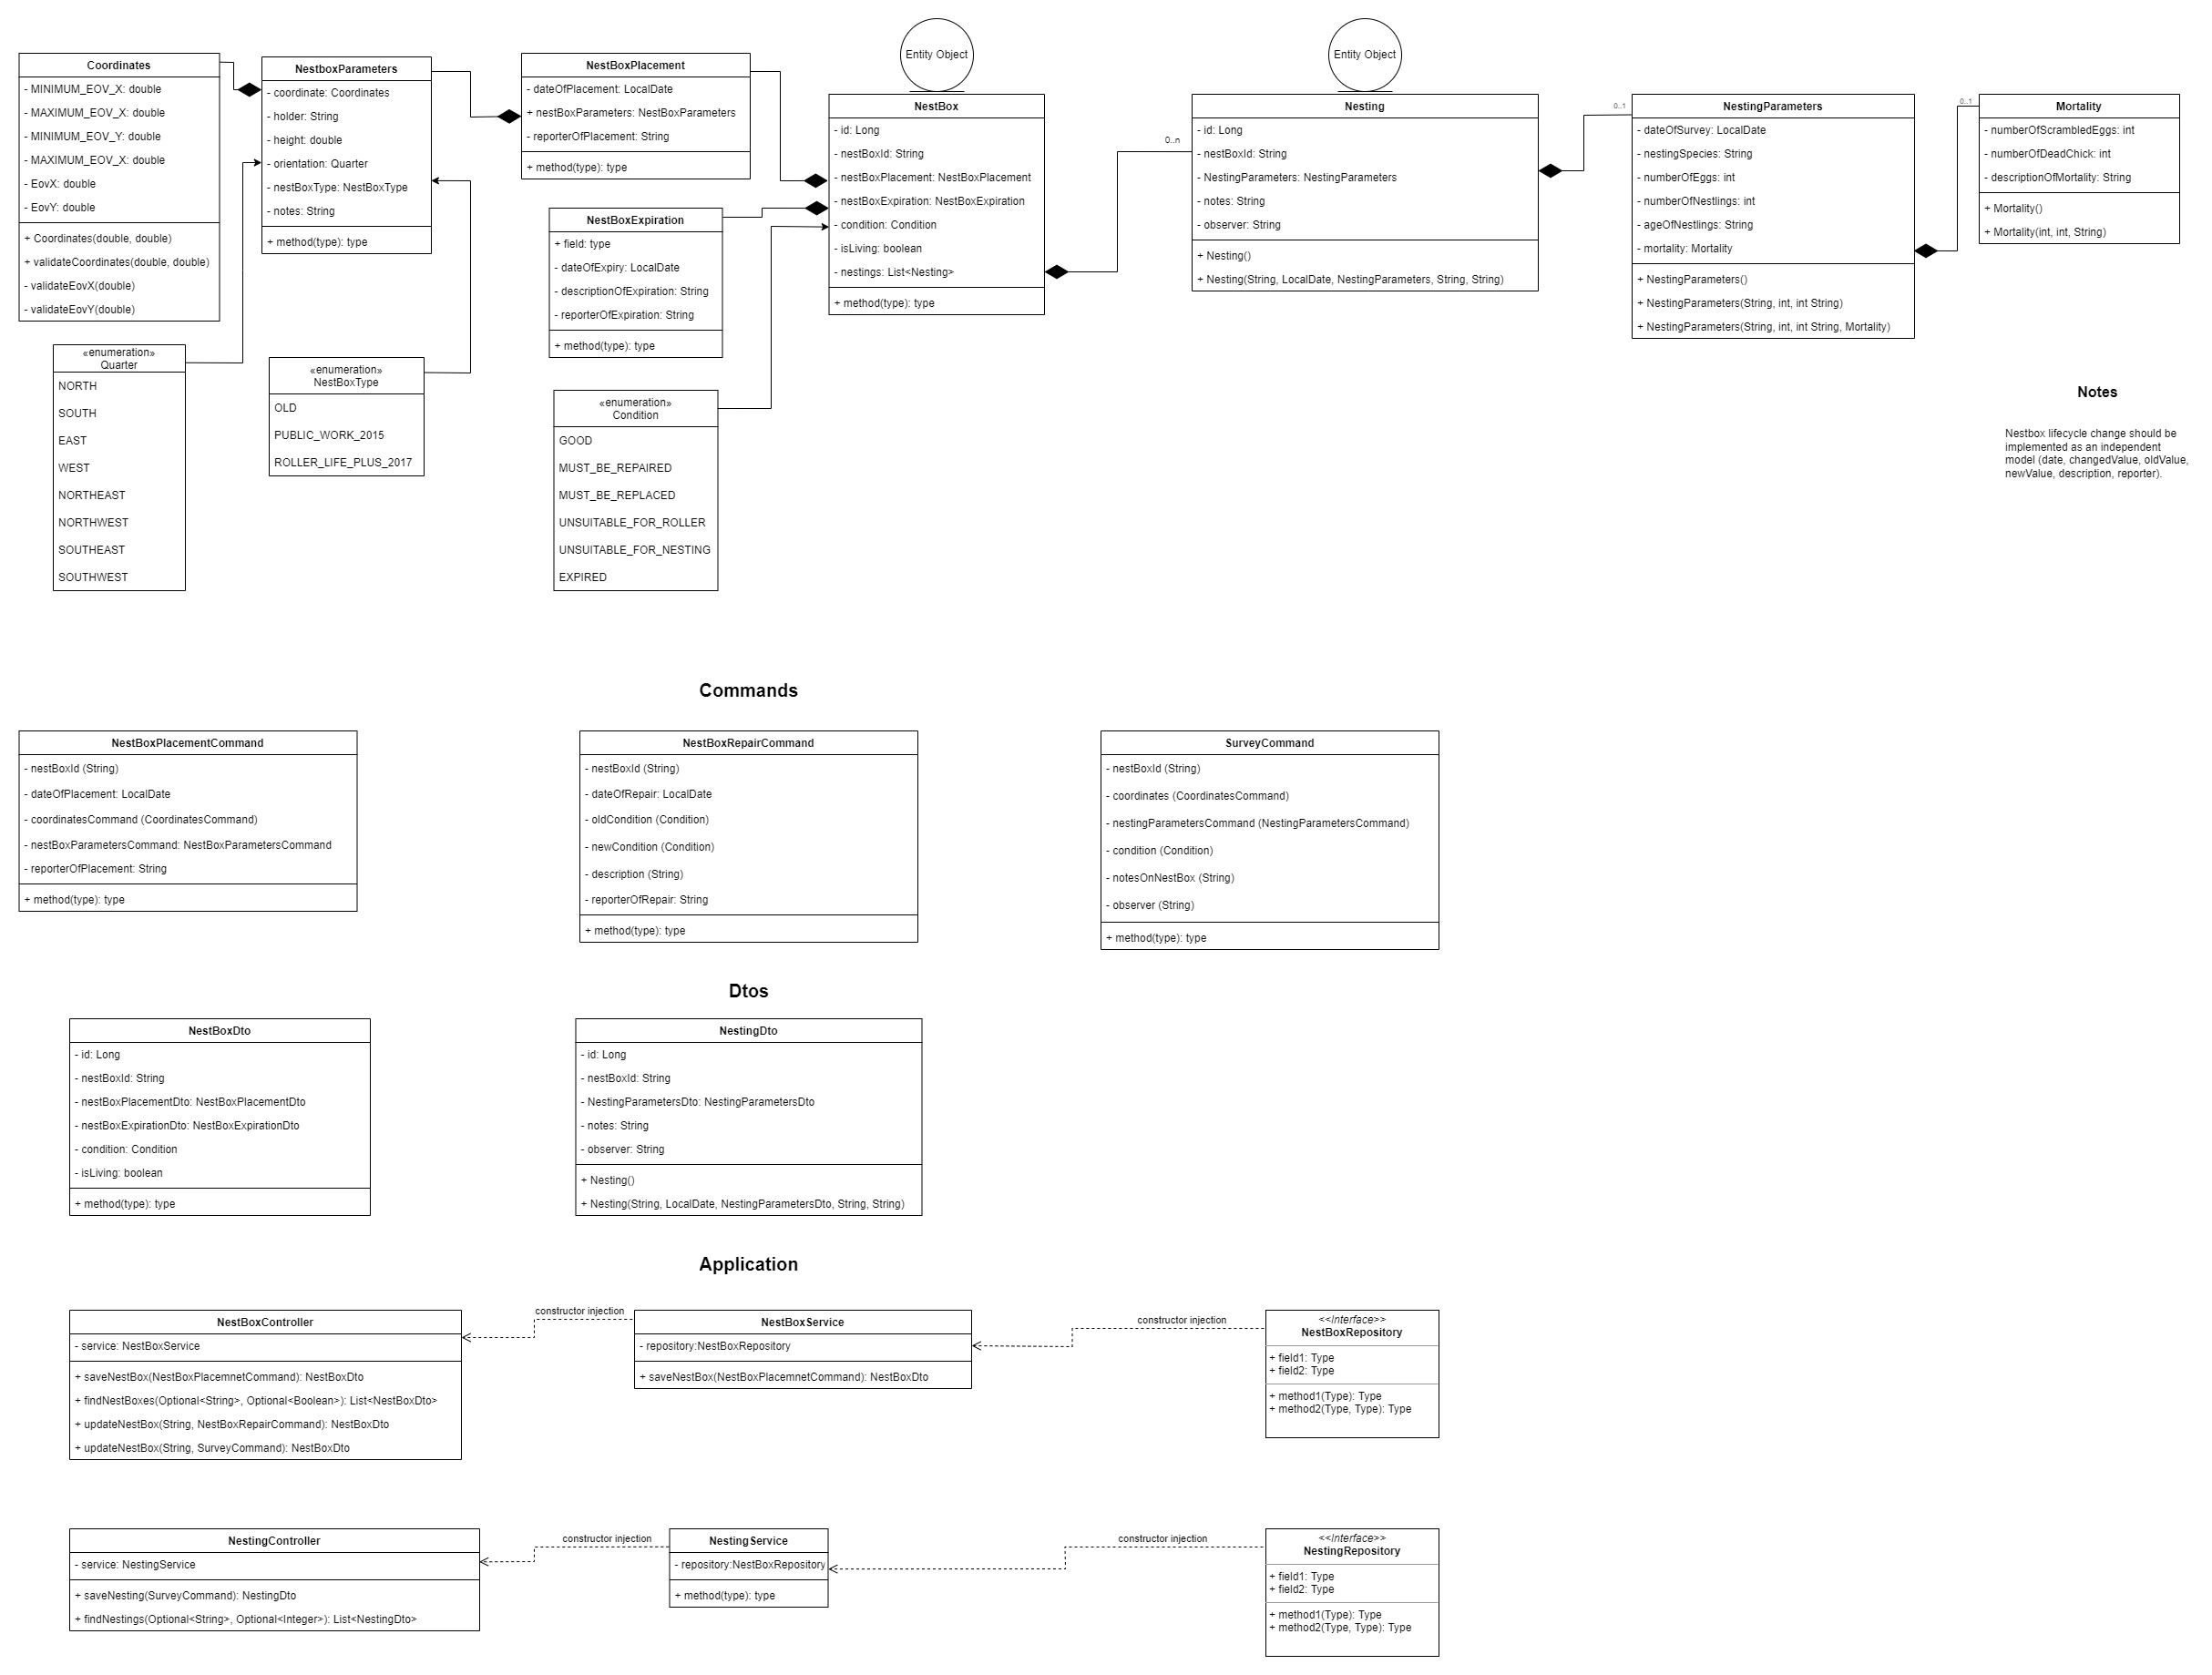 Entity Object
Entity Object
Coordinates
- MINIMUM_EOV_X: double
- MAXIMUM_EOV_X: double
- MINIMUM_EOV_Y: double
- MAXIMUM_EOV_X: double
- EovX: double
- EovY: double
+ Coordinates(double, double)
+ validateCoordinates(double, double)
- validateEovX(double)
- validateEovY(double)
NestboxParameters
- coordinate: Coordinates
- holder: String
- height: double
- orientation: Quarter
- nestBoxType: NestBoxType
- notes: String
+ method(type): type
NestBoxPlacement
- dateOfPlacement: LocalDate
+ nestBoxParameters: NestBoxParameters
- reporterOfPlacement: String
+ method(type): type
NestBoxExpiration
+ field: type
- dateOfExpiry: LocalDate
- descriptionOfExpiration: String
- reporterOfExpiration: String
+ method(type): type
NestBox
- id: Long
- nestBoxId: String
- nestBoxPlacement: NestBoxPlacement
- nestBoxExpiration: NestBoxExpiration
- condition: Condition
- isLiving: boolean
- nestings: List<Nesting>
+ method(type): type
0..n
Nesting
- id: Long
- nestBoxId: String
- NestingParameters: NestingParameters
- notes: String
- observer: String
+ Nesting()
+ Nesting(String, LocalDate, NestingParameters, String, String)
0..1
NestingParameters
- dateOfSurvey: LocalDate
- nestingSpecies: String
- numberOfEggs: int
- numberOfNestlings: int
- ageOfNestlings: String
- mortality: Mortality
+ NestingParameters()
+ NestingParameters(String, int, int String)
+ NestingParameters(String, int, int String, Mortality)
0..1
Mortality
- numberOfScrambledEggs: int
- numberOfDeadChick: int
- descriptionOfMortality: String
+ Mortality()
+ Mortality(int, int, String)
«enumeration»
Quarter
NORTH
SOUTH
EAST
WEST
NORTHEAST
NORTHWEST
SOUTHEAST
SOUTHWEST
«enumeration»
NestBoxType
OLD
PUBLIC_WORK_2015
ROLLER_LIFE_PLUS_2017
«enumeration»
Condition
GOOD
MUST_BE_REPAIRED
MUST_BE_REPLACED
UNSUITABLE_FOR_ROLLER
UNSUITABLE_FOR_NESTING
EXPIRED
Notes
Nestbox lifecycle change should be
implemented as an independent
model (date, changedValue, oldValue,
newValue, description, reporter).
Commands
NestBoxPlacementCommand
- nestBoxId (String)
- dateOfPlacement: LocalDate
- coordinatesCommand (CoordinatesCommand)
- nestBoxParametersCommand: NestBoxParametersCommand
- reporterOfPlacement: String
+ method(type): type
NestBoxRepairCommand
- nestBoxId (String)
- dateOfRepair: LocalDate
- oldCondition (Condition)
- newCondition (Condition)
- description (String)
- reporterOfRepair: String
+ method(type): type
SurveyCommand
- nestBoxId (String)
- coordinates (CoordinatesCommand)
- nestingParametersCommand (NestingParametersCommand)
- condition (Condition)
- notesOnNestBox (String)
- observer (String)
+ method(type): type
Dtos
NestBoxDto
- id: Long
- nestBoxId: String
- nestBoxPlacementDto: NestBoxPlacementDto
- nestBoxExpirationDto: NestBoxExpirationDto
- condition: Condition
- isLiving: boolean
+ method(type): type
NestingDto
- id: Long
- nestBoxId: String
- NestingParametersDto: NestingParametersDto
- notes: String
- observer: String
+ Nesting()
+ Nesting(String, LocalDate, NestingParametersDto, String, String)
Application
NestBoxController
- service: NestBoxService
+ saveNestBox(NestBoxPlacemnetCommand): NestBoxDto
+ findNestBoxes(Optional<String>, Optional<Boolean>): List<NestBoxDto>
+ updateNestBox(String, NestBoxRepairCommand): NestBoxDto
+ updateNestBox(String, SurveyCommand): NestBoxDto
constructor injection
NestBoxService
- repository:NestBoxRepository
+ saveNestBox(NestBoxPlacemnetCommand): NestBoxDto
constructor injection
<<Interface>>
NestBoxRepository
+ field1: Type
+ field2: Type
+ method1(Type): Type
+ method2(Type, Type): Type
NestingController
- service: NestingService
+ saveNesting(SurveyCommand): NestingDto
+ findNestings(Optional<String>, Optional<Integer>): List<NestingDto>
constructor injection
NestingService
- repository:NestBoxRepository
+ method(type): type
constructor injection
<<Interface>>
NestingRepository
+ field1: Type
+ field2: Type
+ method1(Type): Type
+ method2(Type, Type): Type